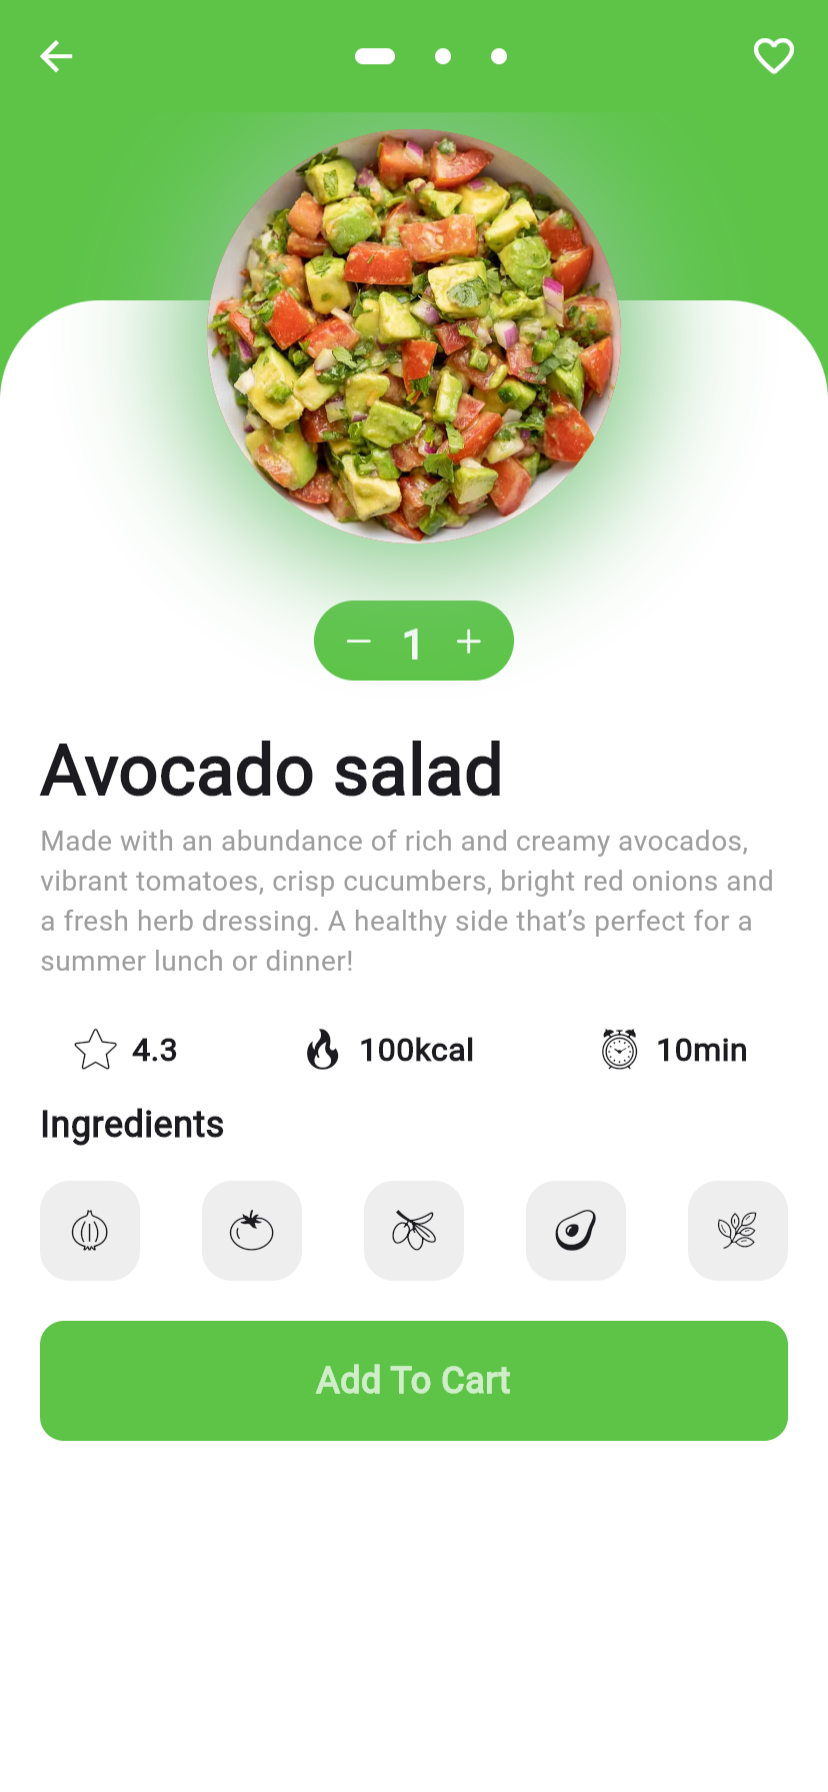 1
Avocado salad
Made with an abundance of rich and creamy avocados,
vibrant tomatoes, crisp cucumbers, bright red onions and
a fresh herb dressing. A healthy side that’s perfect for a
summer lunch or dinner!
4.3 100kcal 10min
Ingredients
Add To Cart